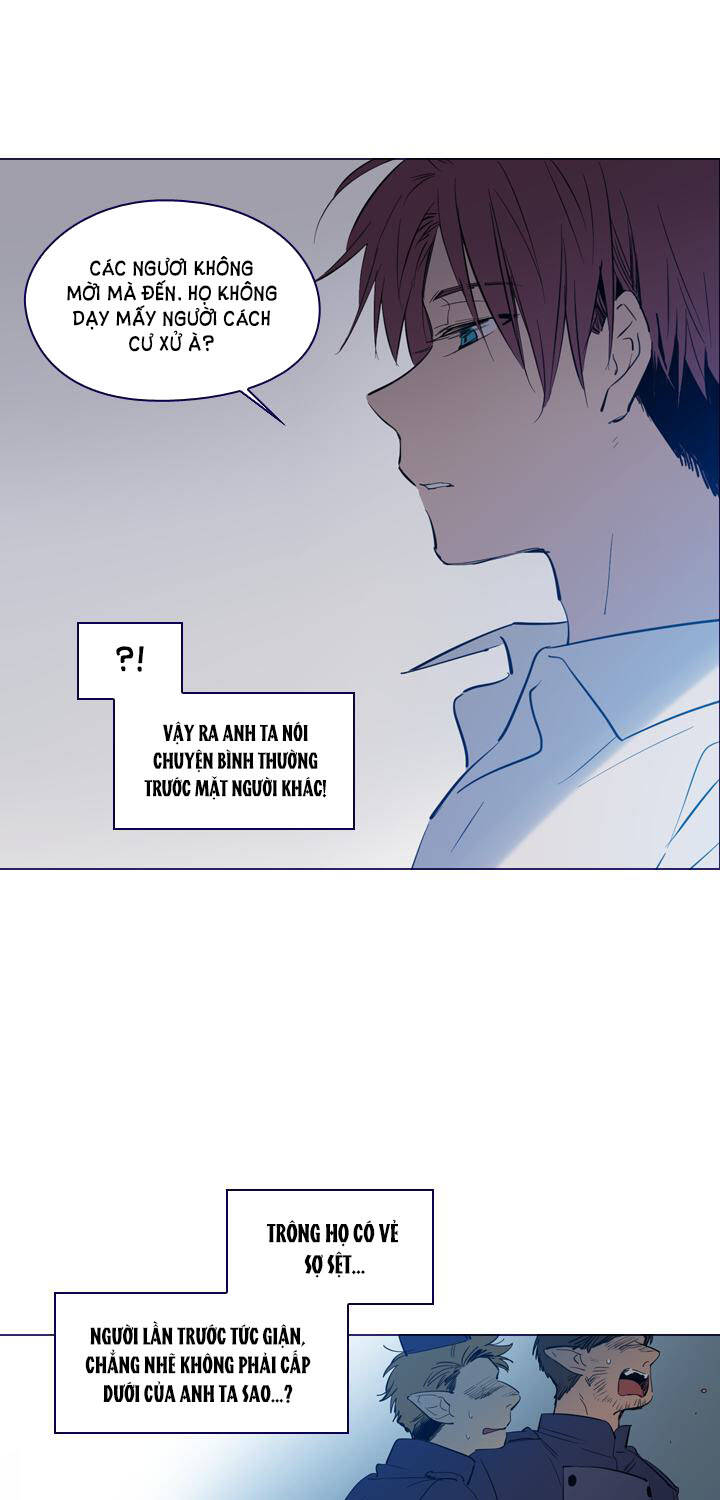 CÁC NGƯƠI KHÔNG
MỜI MÀ ĐẾN. HỌ KHÔNG
DẠY MẤY NGƯỜI CÁCH
CƯ XỬ À?
?!
VẬY RA ANH TA NÓI
CHUYỆN BÌNH THƯỜNG
TRƯỚC MẶT NGƯỜI KHÁC!
TRÔNG HỌ CÓ VẺ
SỢ SỆT...
NGƯỜI LẦN TRƯỚC TỨC GIẬN,
CHẲNG NHẼ KHÔNG PHẢI CẤP
DƯỚI CỦA ANH TA SAO...?